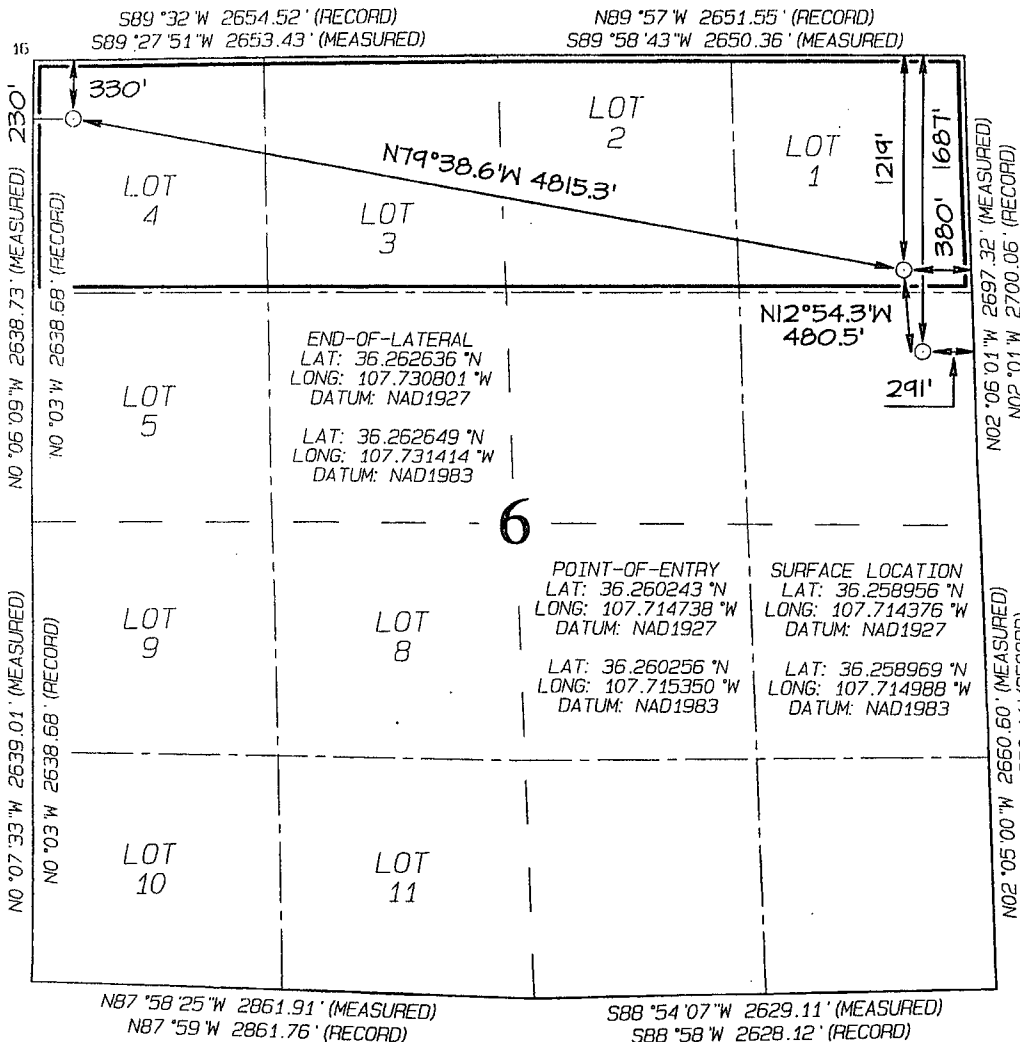 S89°32'W 2654.52' (RECORD)
S89°27'51"W 2653.43' (MEASURED)
N89°57'W 2651.55' (RECORD)
S89°58'43"W 2650.36' (MEASURED)
16
230'
330'
N79°38.6'W 4815.3'
LOT
4
LOT
3
LOT
2
LOT
1
1219'
1687'
380'
N12°54.3'W
480.5'
291'
N0°06'09"W 2638.73' (MEASURED)
N0°03'W 2638.68' (RECORD)
N02°06'01"W 2697.32' (MEASURED)
N02°01'W 2700.06' (RECORD)
LOT
5
END-OF-LATERAL
LAT: 36.262636°N
LONG: 107.730801°W
DATUM: NAD1927
LAT: 36.262649°N
LONG: 107.731414°W
DATUM: NAD1983
6
POINT-OF-ENTRY
LAT: 36.260243°N
LONG: 107.714738°W
DATUM: NAD1927
LAT: 36.260256°N
LONG: 107.715350°W
DATUM: NAD1983
SURFACE LOCATION
LAT: 36.258956°N
LONG: 107.714376°W
DATUM: NAD1927
LAT: 36.258969°N
LONG: 107.714988°W
DATUM: NAD1983
LOT
9
LOT
8
N0°07'33"W 2639.01' (MEASURED)
N0°03'W 2638.68' (RECORD)
N02°05'00"W 2660.60' (MEASURED)
LOT
10
LOT
11
N87°58'25"W 2861.91' (MEASURED)
N87°59'W 2861.76' (RECORD)
S88°54'07"W 2629.11' (MEASURED)
S88°58'W 2628.12' (RECORD)